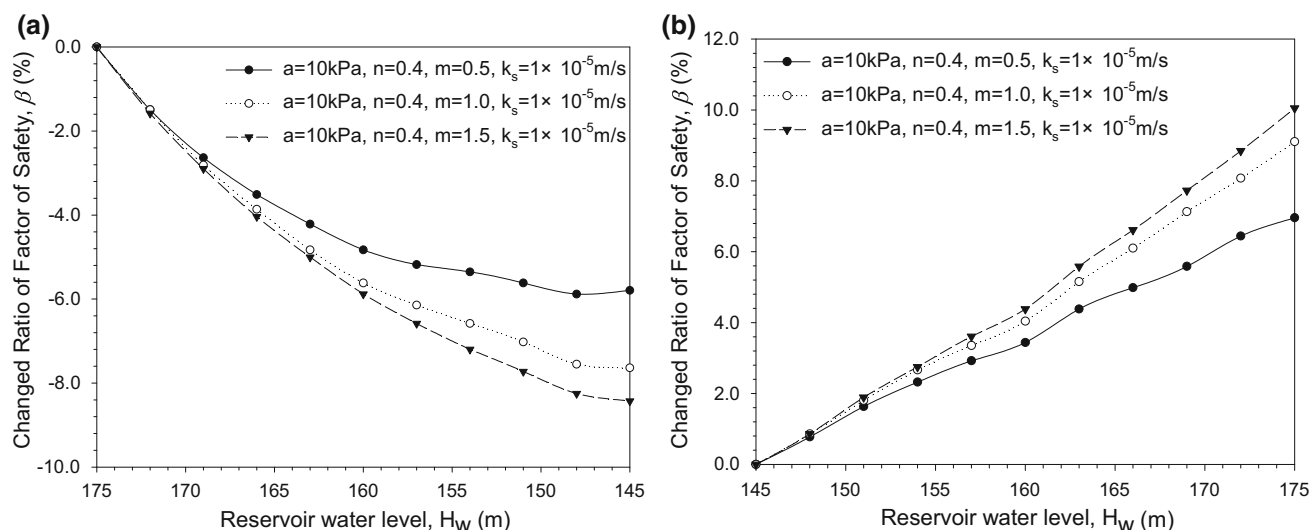 (a)
Changed Ratio of Factor of Safety, β (%)
0.0
-2.0
-4.0
-6.0
-8.0
-10.0
a=10kPa, n=0.4, m=0.5, kₛ=1× 10⁻⁵m/s
a=10kPa, n=0.4, m=1.0, kₛ=1× 10⁻⁵m/s
a=10kPa, n=0.4, m=1.5, kₛ=1× 10⁻⁵m/s
175 170 165 160 155 150 145
Reservoir water level, Hw (m)
(b)
Changed Ratio of Factor of Safety, β (%)
12.0
10.0
8.0
6.0
4.0
2.0
0.0
a=10kPa, n=0.4, m=0.5, kₛ=1× 10⁻⁵m/s
a=10kPa, n=0.4, m=1.0, kₛ=1× 10⁻⁵m/s
a=10kPa, n=0.4, m=1.5, kₛ=1× 10⁻⁵m/s
145 150 155 160 165 170 175
Reservoir water level, Hw (m)